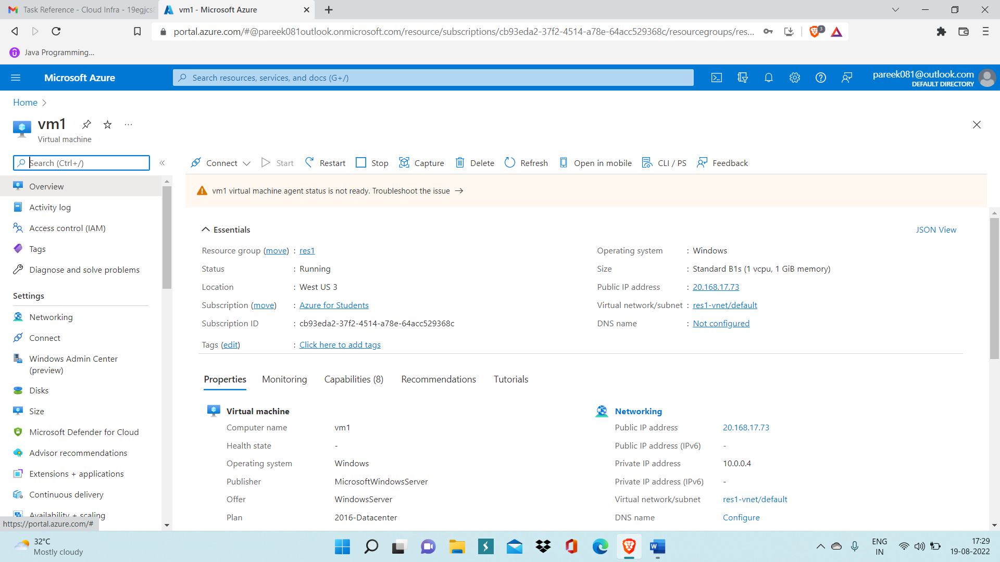 Task Reference - Cloud Infra - 19egjcs
vm1 - Microsoft Azure
portal.azure.com/#@pareek081outlook.onmicrosoft.com/resource/subscriptions/cb93eda2-37f2-4514-a78e-64acc529368c/resourcegroups/res...
3
Java Programming...
Microsoft Azure
Search resources, services, and docs (G+/)
pareek081@outlook.com
DEFAULT DIRECTORY
Home
vm1
...
Virtual machine
Search (Ctrl+/)
«
Connect
Start
Restart
Stop
Capture
Delete
Refresh
Open in mobile
CLI / PS
Feedback
Overview
Activity log
Access control (IAM)
Tags
Diagnose and solve problems
Settings
Networking
Connect
Windows Admin Center
(preview)
Disks
Size
Microsoft Defender for Cloud
Advisor recommendations
Extensions + applications
Continuous delivery
Availability + scaling
https://portal.azure.com/#
vm1 virtual machine agent status is not ready. Troubleshoot the issue →
Essentials
JSON View
Resource group (move) : res1
Status : Running
Location : West US 3
Subscription (move) : Azure for Students
Subscription ID : cb93eda2-37f2-4514-a78e-64acc529368c
Tags (edit) : Click here to add tags
Operating system : Windows
Size : Standard B1s (1 vcpu, 1 GiB memory)
Public IP address : 20.168.17.73
Virtual network/subnet : res1-vnet/default
DNS name : Not configured
Properties
Monitoring
Capabilities (8)
Recommendations
Tutorials
Virtual machine
Computer name vm1
Health state -
Operating system Windows
Publisher MicrosoftWindowsServer
Offer WindowsServer
Plan 2016-Datacenter
Networking
Public IP address 20.168.17.73
Public IP address (IPv6) -
Private IP address 10.0.0.4
Private IP address (IPv6) -
Virtual network/subnet res1-vnet/default
DNS name Configure
32°C
Mostly cloudy
ENG
IN
17:29
19-08-2022